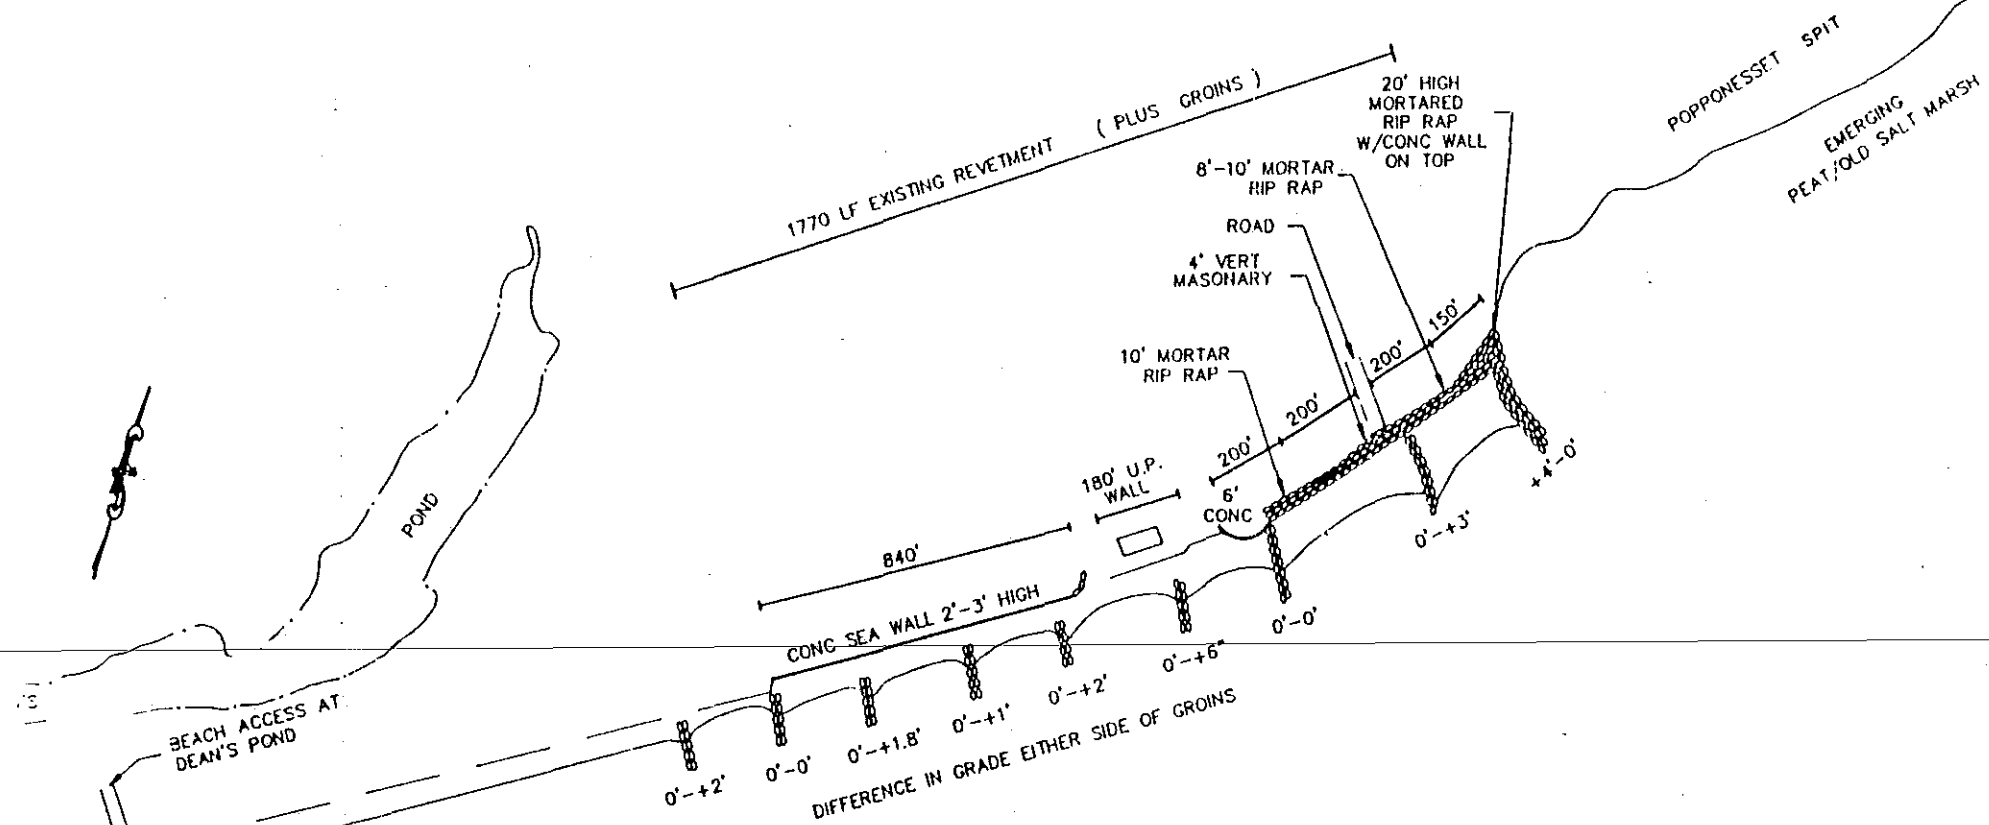 1770 LF EXISTING REVETMENT ( PLUS GROINS )
20' HIGH
MORTARED
RIP RAP
W/CONC WALL
ON TOP
POPPONESSET SPIT
EMERGING
PEAT/OLD SALT MARSH
8'-10' MORTAR
RIP RAP
ROAD
4' VERT
MASONARY
10' MORTAR
RIP RAP
150'
200'
200'
200'
180' U.P.
WALL
6'
CONC
840'
CONC SEA WALL 2'-3' HIGH
POND
BEACH ACCESS AT
DEAN'S POND
0'-+2'
0'-0'
0'-+1.8'
0'-+1'
0'-+2'
0'-+6"
0'-0'
0'-+3'
+4'-0'
DIFFERENCE IN GRADE EITHER SIDE OF GROINS